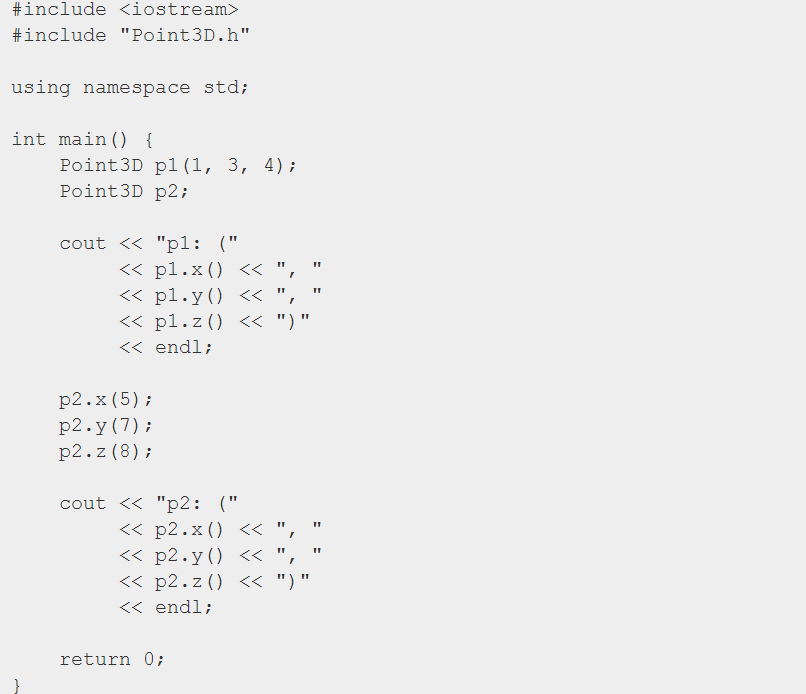 #include <iostream>
#include "Point3D.h"
using namespace std;
int main() {
Point3D p1(1, 3, 4);
Point3D p2;
cout << "p1: ("
<< p1.x() << ", "
<< p1.y() << ", "
<< p1.z() << ")"
<< endl;
p2.x(5);
p2.y(7);
p2.z(8);
cout << "p2: ("
<< p2.x() << ", "
<< p2.y() << ", "
<< p2.z() << ")"
<< endl;
return 0;
}